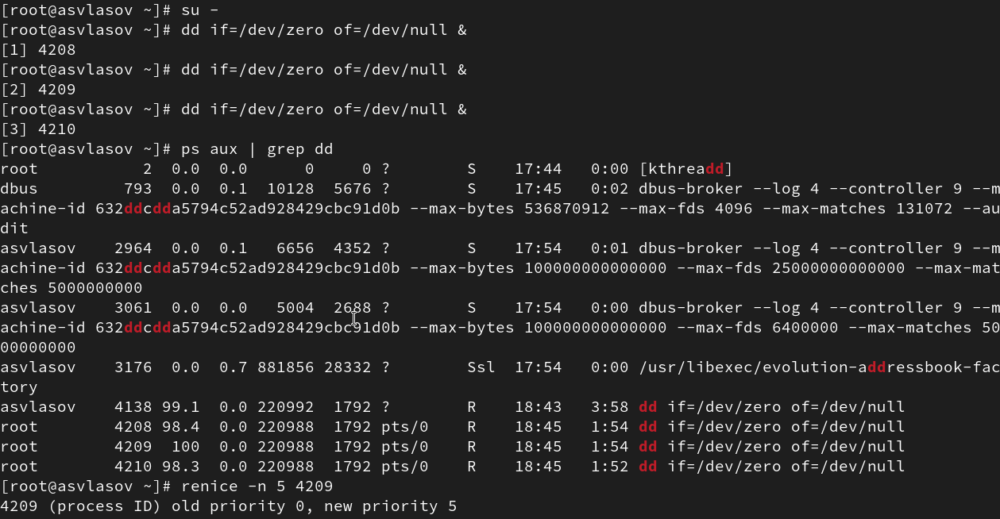 [root@asvlasov ~]# su -
[root@asvlasov ~]# dd if=/dev/zero of=/dev/null &
[1] 4208
[root@asvlasov ~]# dd if=/dev/zero of=/dev/null &
[2] 4209
[root@asvlasov ~]# dd if=/dev/zero of=/dev/null &
[3] 4210
[root@asvlasov ~]# ps aux | grep dd
root           2  0.0  0.0      0     0 ?        S    17:44   0:00 [kthreadd]
dbus         793  0.0  0.1  10128  5676 ?        S    17:45   0:02 dbus-broker --log 4 --controller 9 --m
achine-id 632ddcdda5794c52ad928429cbc91d0b --max-bytes 536870912 --max-fds 4096 --max-matches 131072 --au
dit
asvlasov    2964  0.0  0.1   6656  4352 ?        S    17:54   0:01 dbus-broker --log 4 --controller 9 --m
achine-id 632ddcdda5794c52ad928429cbc91d0b --max-bytes 100000000000000 --max-fds 25000000000000 --max-mat
ches 5000000000
asvlasov    3061  0.0  0.0   5004  2688 ?        S    17:54   0:00 dbus-broker --log 4 --controller 9 --m
achine-id 632ddcdda5794c52ad928429cbc91d0b --max-bytes 100000000000000 --max-fds 6400000 --max-matches 50
00000000
asvlasov    3176  0.0  0.7 881856 28332 ?        Ssl  17:54   0:00 /usr/libexec/evolution-addressbook-fac
tory
asvlasov    4138 99.1  0.0 220992  1792 ?        R    18:43   3:58 dd if=/dev/zero of=/dev/null
root        4208 98.4  0.0 220988  1792 pts/0    R    18:45   1:54 dd if=/dev/zero of=/dev/null
root        4209  100  0.0 220988  1792 pts/0    R    18:45   1:54 dd if=/dev/zero of=/dev/null
root        4210 98.3  0.0 220988  1792 pts/0    R    18:45   1:52 dd if=/dev/zero of=/dev/null
[root@asvlasov ~]# renice -n 5 4209
4209 (process ID) old priority 0, new priority 5